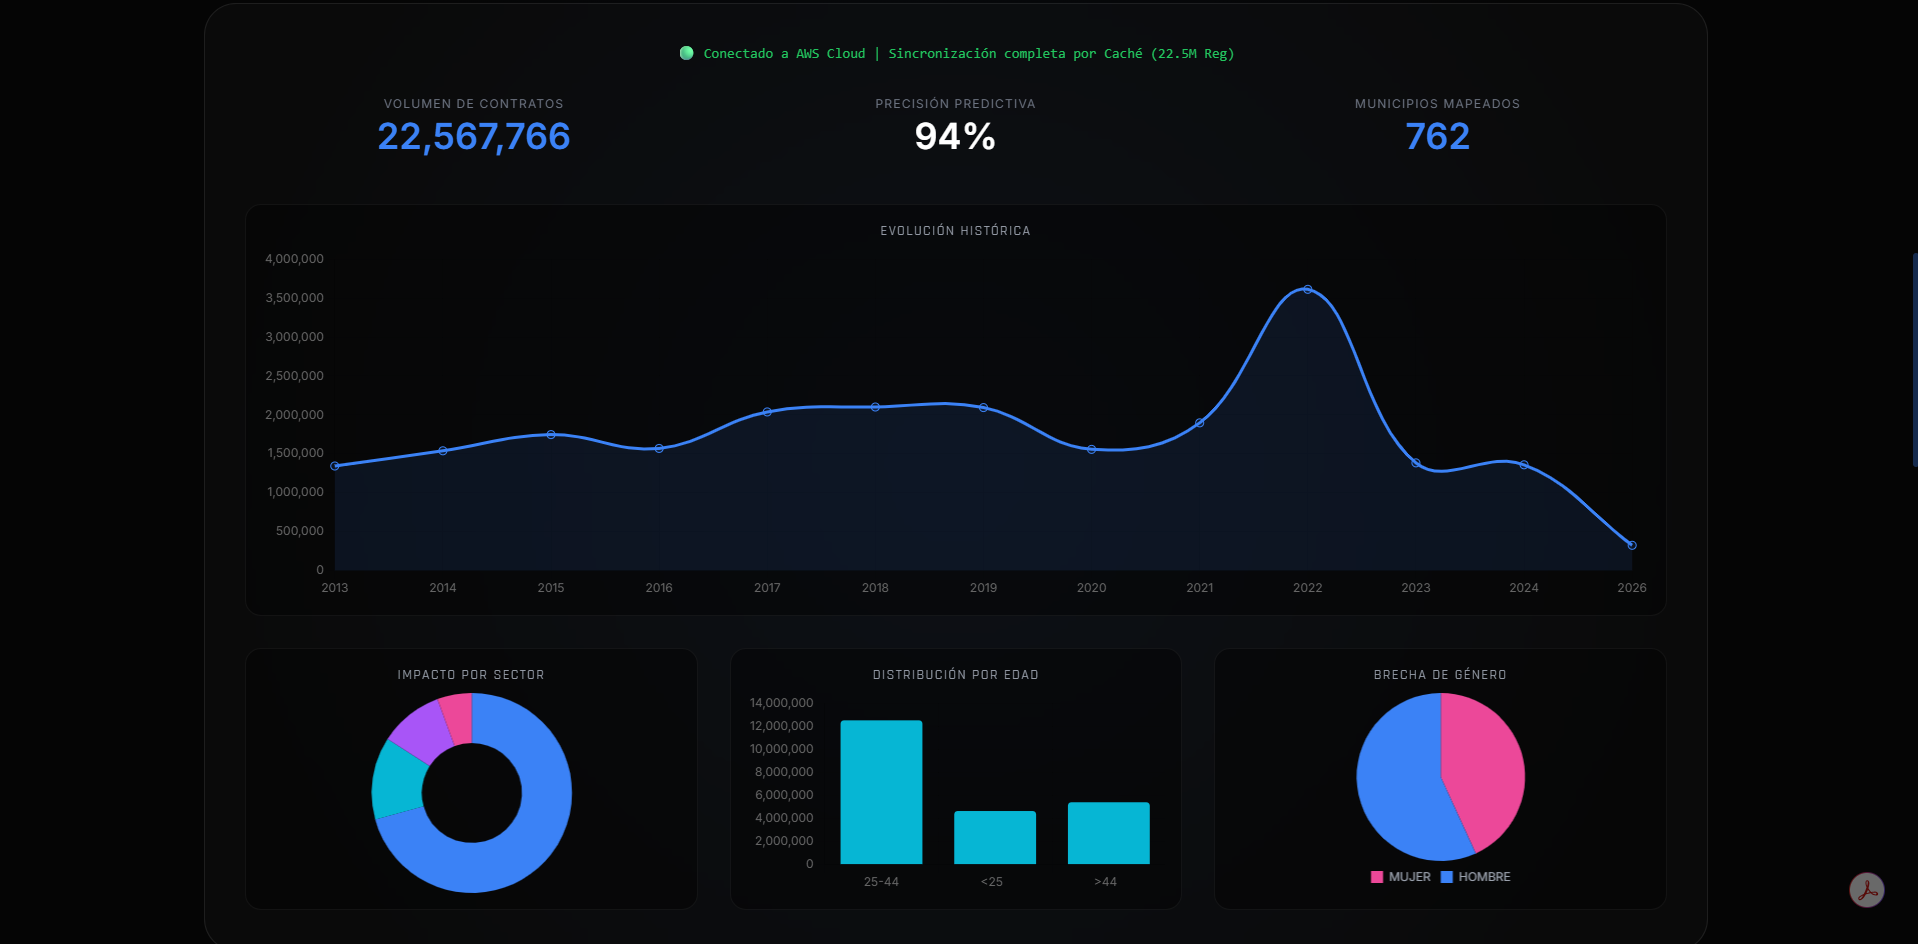 Conectado a AWS Cloud | Sincronización completa por Caché (22.5M Reg)
VOLUMEN DE CONTRATOS
22,567,766
PRECISIÓN PREDICTIVA
94%
MUNICIPIOS MAPEADOS
762
EVOLUCIÓN HISTÓRICA
4,000,000
3,500,000
3,000,000
2,500,000
2,000,000
1,500,000
1,000,000
500,000
0
2013 2014 2015 2016 2017 2018 2019 2020 2021 2022 2023 2024 2026
IMPACTO POR SECTOR
DISTRIBUCIÓN POR EDAD
14,000,000
12,000,000
10,000,000
8,000,000
6,000,000
4,000,000
2,000,000
0
25-44 <25 >44
BRECHA DE GÉNERO
MUJER HOMBRE